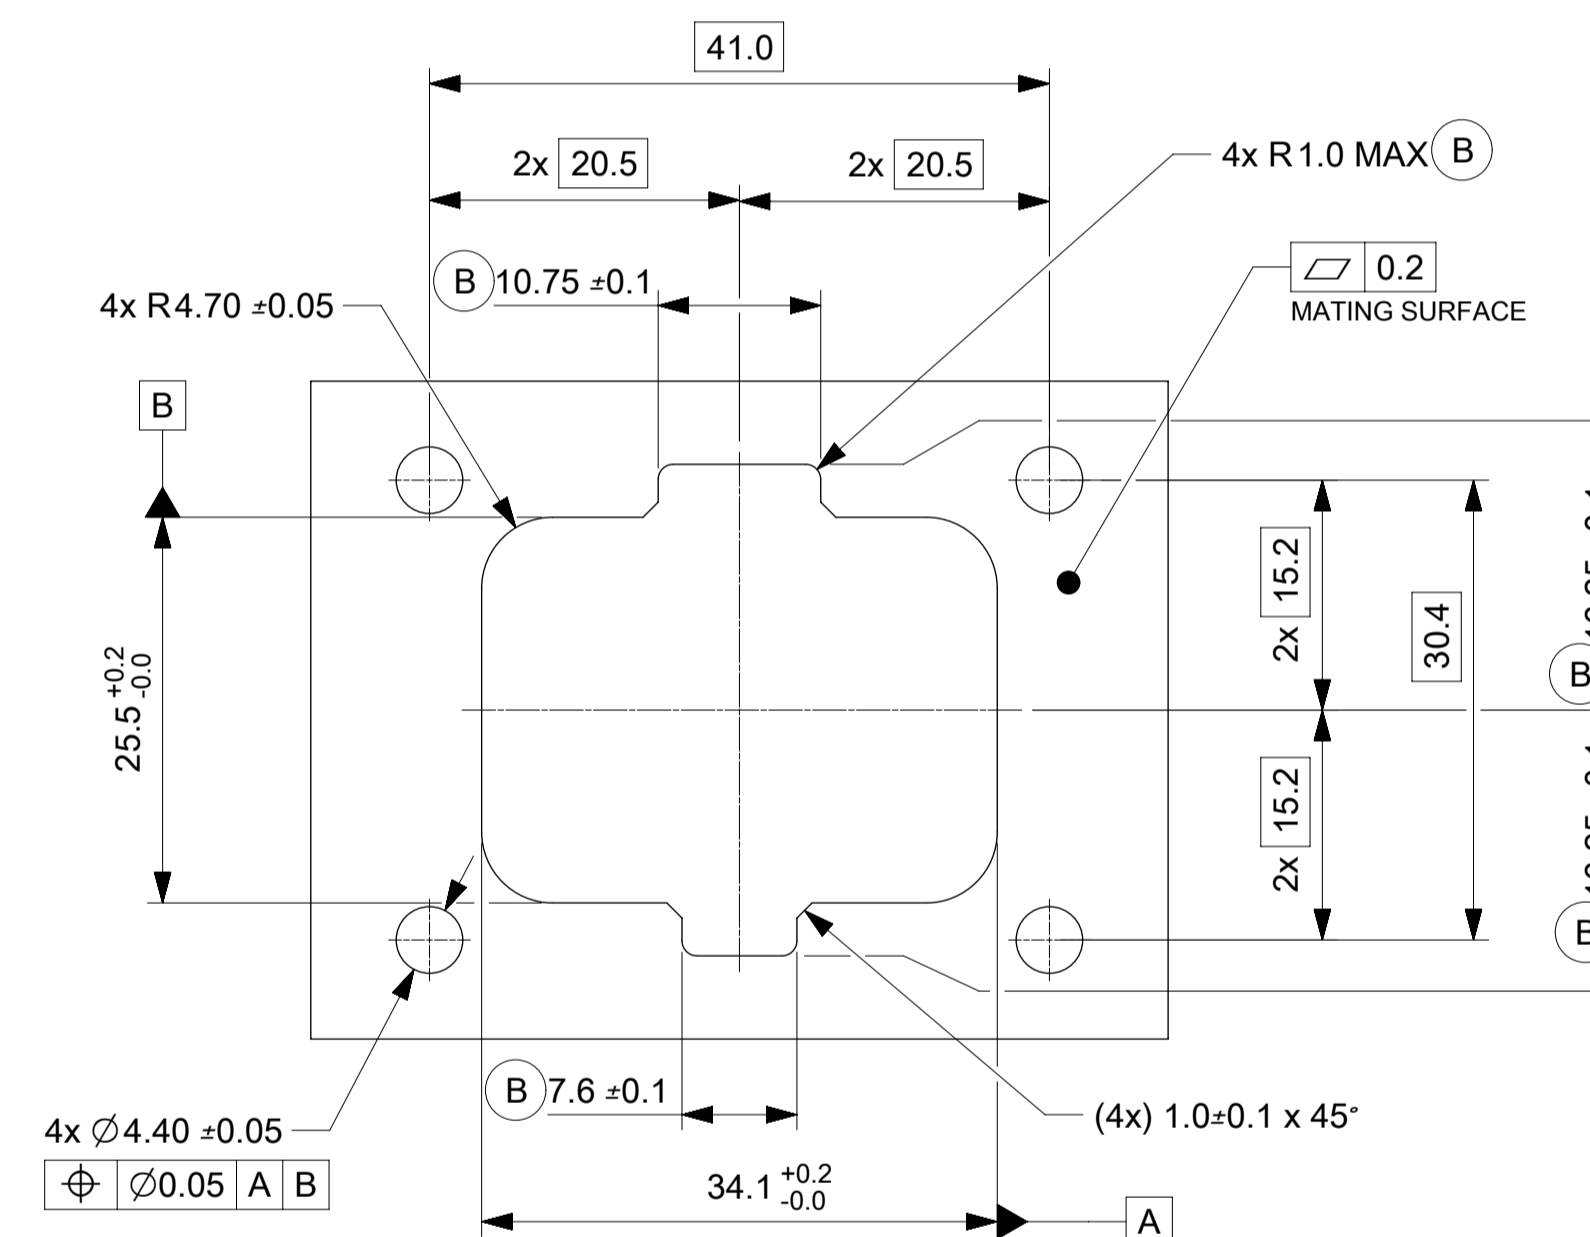 41.0
2x 20.5
2x 20.5
4x R1.0 MAX B
B 10.75 ±0.1
0.2
MATING SURFACE
4x R4.70 ±0.05
B
2x 15.2
30.4
25.5 +0.2 -0.0
B
2x 15.2
B
B 7.6 ±0.1
(4x) 1.0±0.1 x 45°
4x Ø4.40 ±0.05
⌖ Ø0.05 A B
34.1 +0.2 -0.0
A